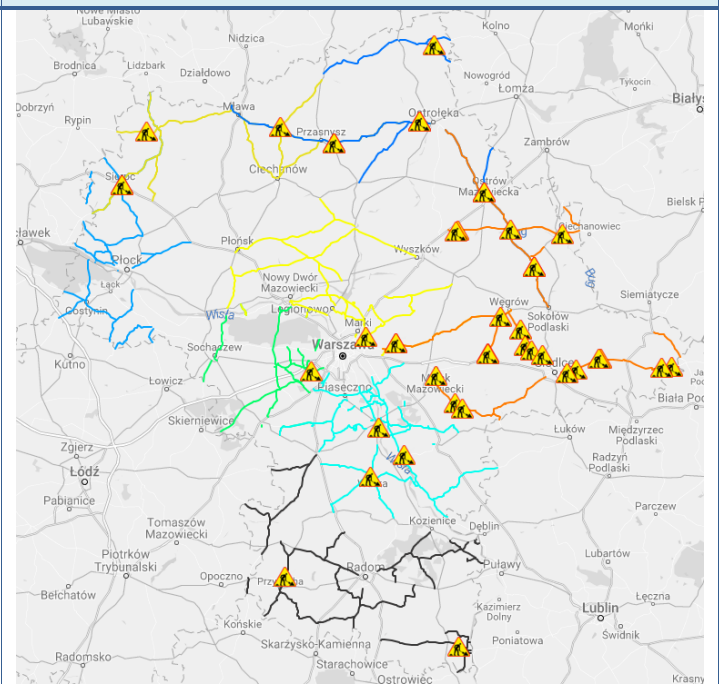 Nowe Miasto
Lubawskie
Kolno
Mońki
Nidzica
Brodnica
Lidzbark
Działdowo
Nowogród
Łomża
Tykocin
Dobrzyń
Rypin
Mława
Przasnysz
Ostrołęka
Białys
Zambrów
Ciechanów
Sierpc
Ostrów
Mazowiecka
Bielsk P
Ciechanowiec
cławek
Płońsk
Wyszków
Płock
Łąck
Nowy Dwór
Mazowiecki
Bug
Siemiatycze
Gostynin
Wisła
Legionowo
Węgrów
Sokołów
Podlaski
Marki
Sochaczew
Warszawa
Kutno
Łowicz
Piaseczno
Mińsk
Mazowiecki
Siedlce
Biała Pod
Skierniewice
Łuków
Międzyrzec
Podlaski
Zgierz
Radzyń
Podlaski
Łódź
Wisła
Warka
Pabianice
Parczew
Tomaszów
Mazowiecki
Kozienice
Dęblin
Piotrków
Trybunalski
Lubartów
Opoczno
Przysucha
Radom
Puławy
Bełchatów
Łęczna
Kazimierz
Dolny
Lublin
Końskie
Świdnik
Skarżysko-Kamienna
Poniatowa
Radomsko
Starachowice
Ostrowiec
Krasny